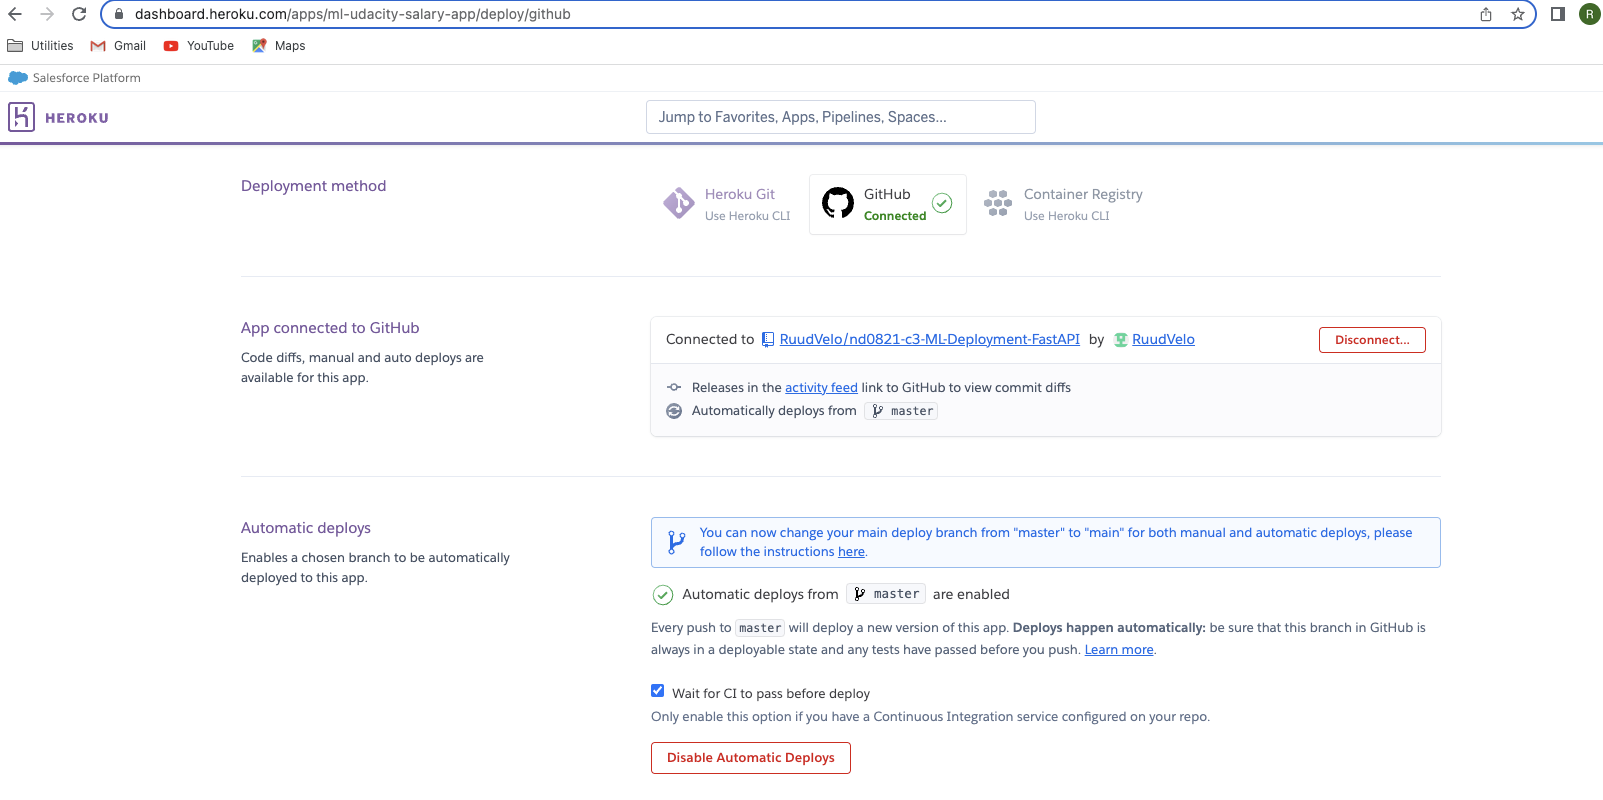 dashboard.heroku.com/apps/ml-udacity-salary-app/deploy/github
R
Utilities Gmail YouTube Maps
Salesforce Platform
HEROKU
Jump to Favorites, Apps, Pipelines, Spaces...
Deployment method
Heroku Git
Use Heroku CLI
GitHub
Connected
Container Registry
Use Heroku CLI
App connected to GitHub
Code diffs, manual and auto deploys are
available for this app.
Connected to RuudVelo/nd0821-c3-ML-Deployment-FastAPI by RuudVelo
Disconnect...
Releases in the activity feed link to GitHub to view commit diffs
Automatically deploys from master
Automatic deploys
Enables a chosen branch to be automatically
deployed to this app.
You can now change your main deploy branch from "master" to "main" for both manual and automatic deploys, please
follow the instructions here.
Automatic deploys from master are enabled
Every push to master will deploy a new version of this app. Deploys happen automatically: be sure that this branch in GitHub is
always in a deployable state and any tests have passed before you push. Learn more.
Wait for CI to pass before deploy
Only enable this option if you have a Continuous Integration service configured on your repo.
Disable Automatic Deploys